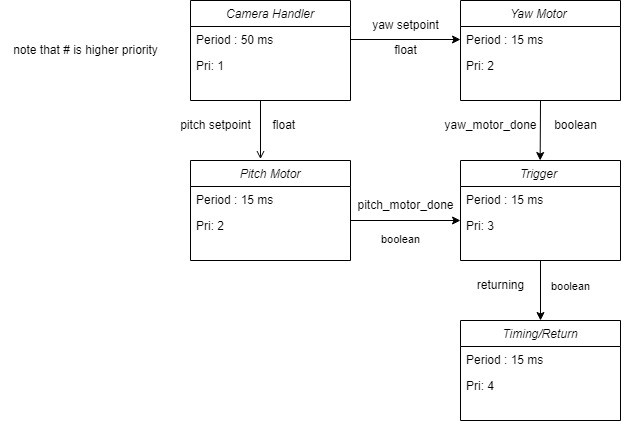 Camera Handler
Period : 50 ms
Pri: 1
note that # is higher priority
yaw setpoint
float
Yaw Motor
Period : 15 ms
Pri: 2
pitch setpoint
float
yaw_motor_done
boolean
Pitch Motor
Period : 15 ms
Pri: 2
pitch_motor_done
boolean
Trigger
Period : 15 ms
Pri: 3
returning
boolean
Timing/Return
Period : 15 ms
Pri: 4